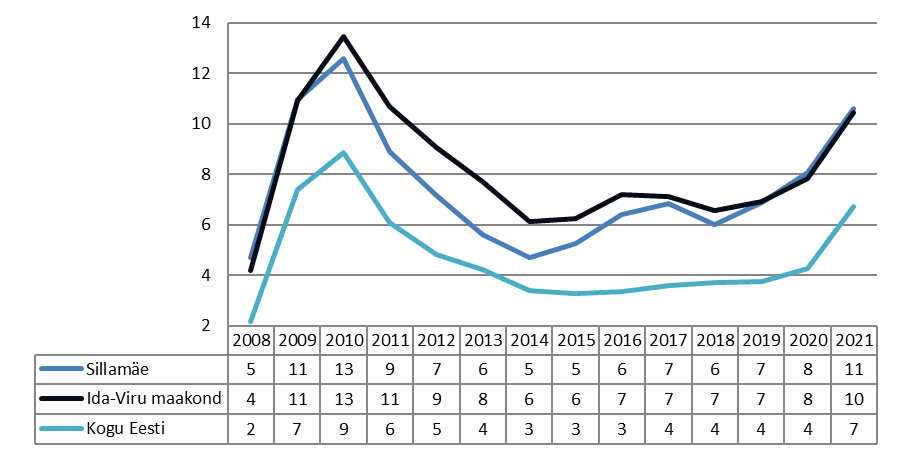 14
12
10
8
6
4
2
2008 2009 2010 2011 2012 2013 2014 2015 2016 2017 2018 2019 2020 2021
Sillamäe 5 11 13 9 7 6 5 5 6 7 6 7 8 11
Ida-Viru maakond 4 11 13 11 9 8 6 6 7 7 7 7 8 10
Kogu Eesti 2 7 9 6 5 4 3 3 3 4 4 4 4 7